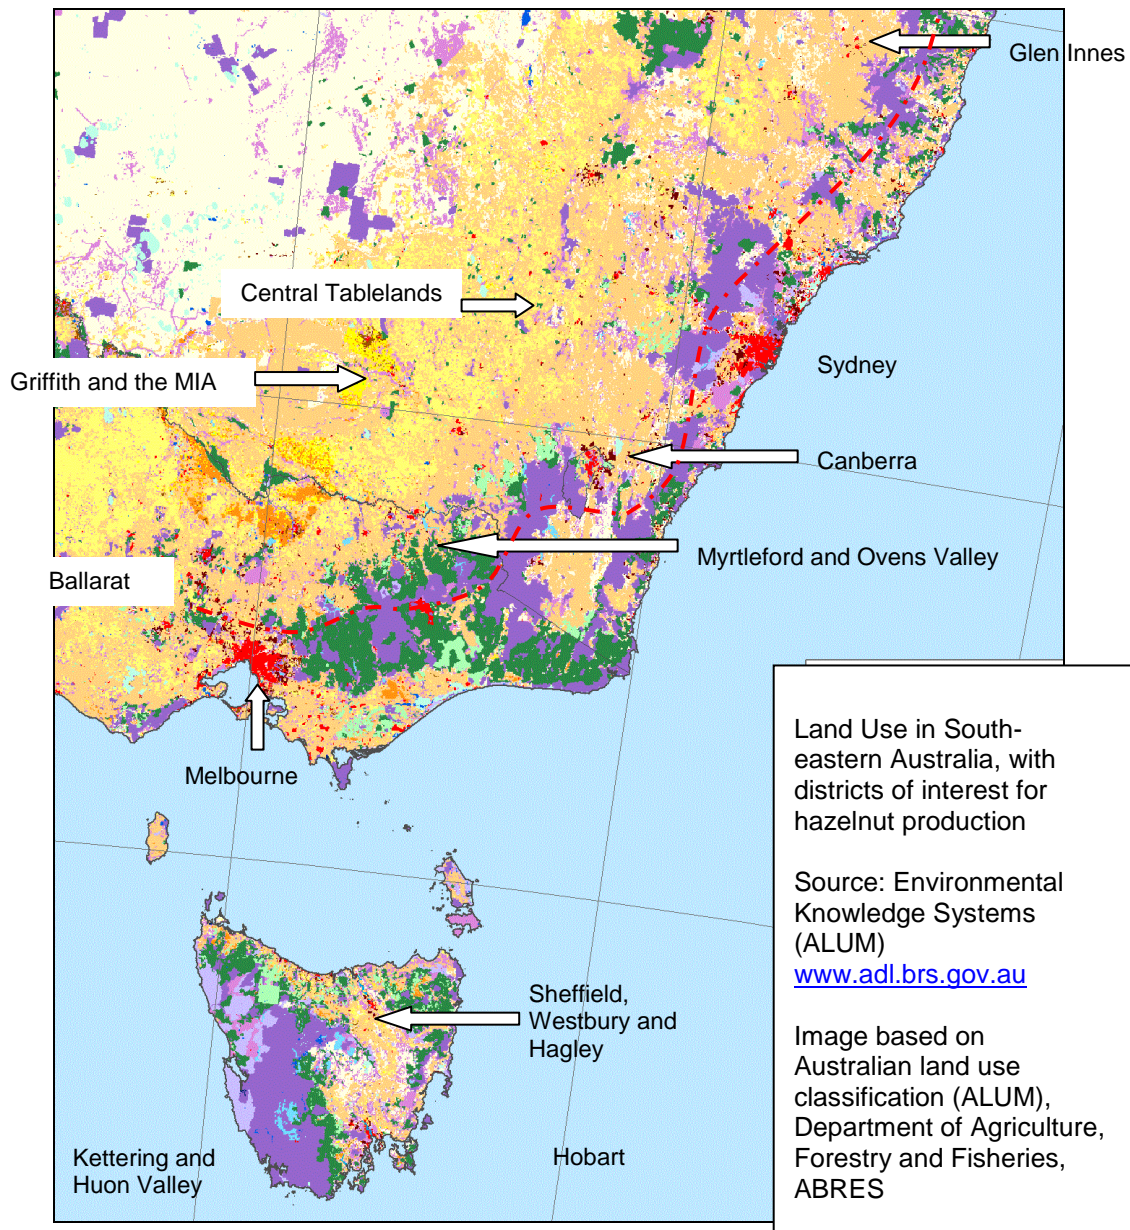 Glen Innes
Central Tablelands
Sydney
Griffith and the MIA
Canberra
Myrtleford and Ovens Valley
Ballarat
Melbourne
Land Use in South-
eastern Australia, with
districts of interest for
hazelnut production
Source: Environmental
Knowledge Systems
(ALUM)
www.adl.brs.gov.au
Image based on
Australian land use
classification (ALUM),
Department of Agriculture,
Forestry and Fisheries,
ABRES
Sheffield,
Westbury and
Hagley
Kettering and
Huon Valley
Hobart